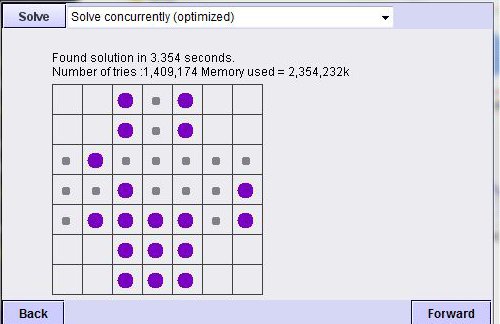 Solve Solve concurrently (optimized)
Found solution in 3.354 seconds.
Number of tries :1,409,174 Memory used = 2,354,232k
Back Forward